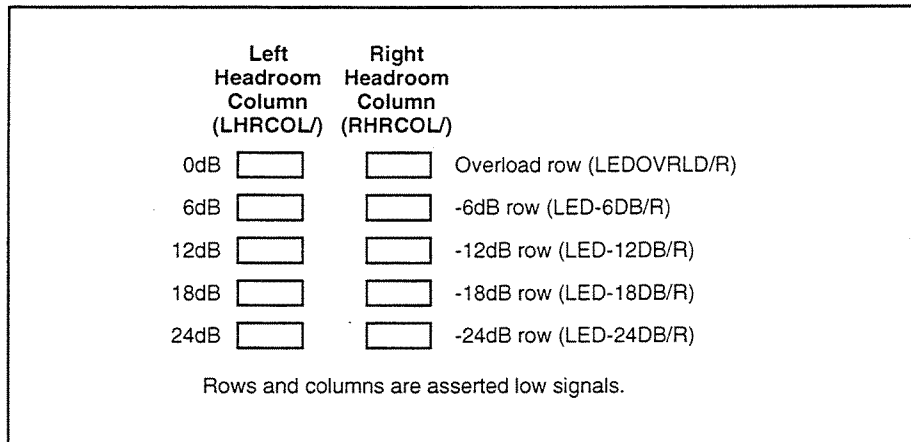 Left Right
Headroom Headroom
Column Column
(LHRCOL/) (RHRCOL/)
0dB Overload row (LEDOVRLD/R)
6dB -6dB row (LED-6DB/R)
12dB -12dB row (LED-12DB/R)
18dB -18dB row (LED-18DB/R)
24dB -24dB row (LED-24DB/R)
Rows and columns are asserted low signals.